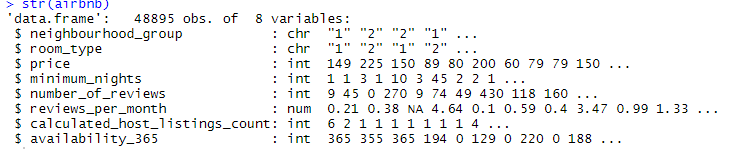 > str(airbnb)
'data.frame':   48895 obs. of  8 variables:
 $ neighbourhood_group           : chr  "1" "2" "2" "1" ...
 $ room_type                     : chr  "1" "2" "1" "2" ...
 $ price                         : int  149 225 150 89 80 200 60 79 79 150 ...
 $ minimum_nights                : int  1 1 3 1 10 3 45 2 2 1 ...
 $ number_of_reviews             : int  9 45 0 270 9 74 49 430 118 160 ...
 $ reviews_per_month             : num  0.21 0.38 NA 4.64 0.1 0.59 0.4 3.47 0.99 1.33 ...
 $ calculated_host_listings_count: int  6 2 1 1 1 1 1 1 1 4 ...
 $ availability_365              : int  365 355 365 194 0 129 0 220 0 188 ...